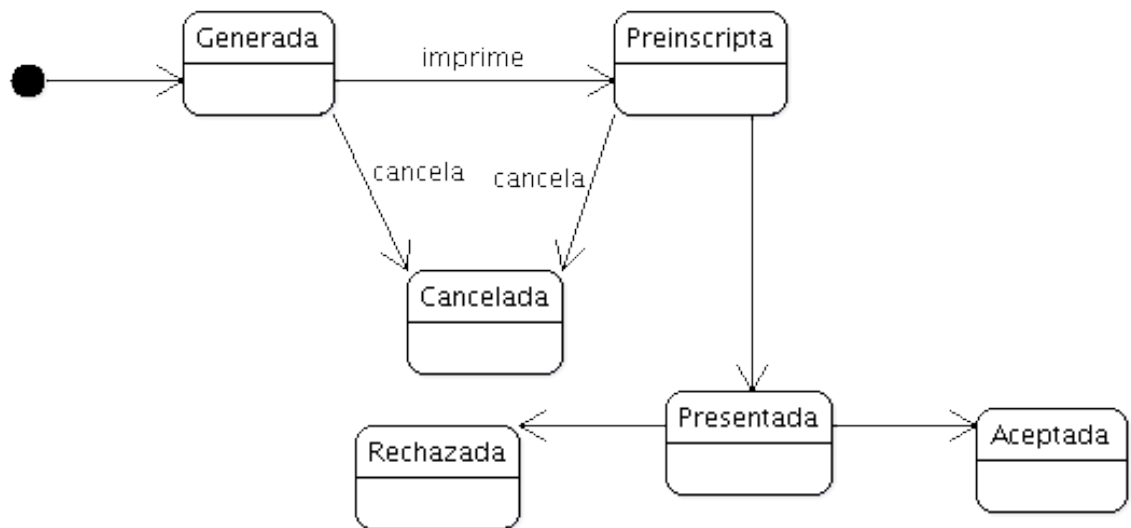 Generada
Preinscripta
imprime
cancela
cancela
Cancelada
Presentada
Rechazada
Aceptada